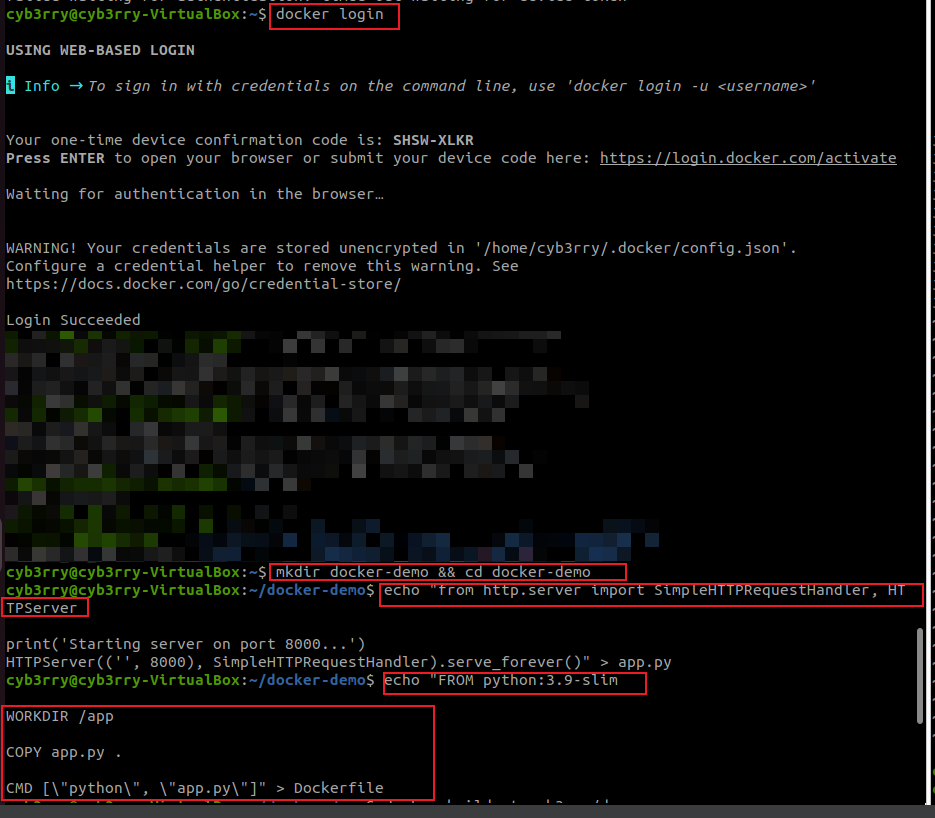 cyb3rry@cyb3rry-VirtualBox:~$ docker login
USING WEB-BASED LOGIN
i Info → To sign in with credentials on the command line, use 'docker login -u <username>'
Your one-time device confirmation code is: SHSW-XLKR
Press ENTER to open your browser or submit your device code here: https://login.docker.com/activate
Waiting for authentication in the browser…
WARNING! Your credentials are stored unencrypted in '/home/cyb3rry/.docker/config.json'.
Configure a credential helper to remove this warning. See
https://docs.docker.com/go/credential-store/
Login Succeeded
cyb3rry@cyb3rry-VirtualBox:~$ mkdir docker-demo && cd docker-demo
cyb3rry@cyb3rry-VirtualBox:~/docker-demo$ echo "from http.server import SimpleHTTPRequestHandler, HT
TPServer
print('Starting server on port 8000...')
HTTPServer(('', 8000), SimpleHTTPRequestHandler).serve_forever()" > app.py
cyb3rry@cyb3rry-VirtualBox:~/docker-demo$ echo "FROM python:3.9-slim
WORKDIR /app
COPY app.py .
CMD [\"python\", \"app.py\"]" > Dockerfile